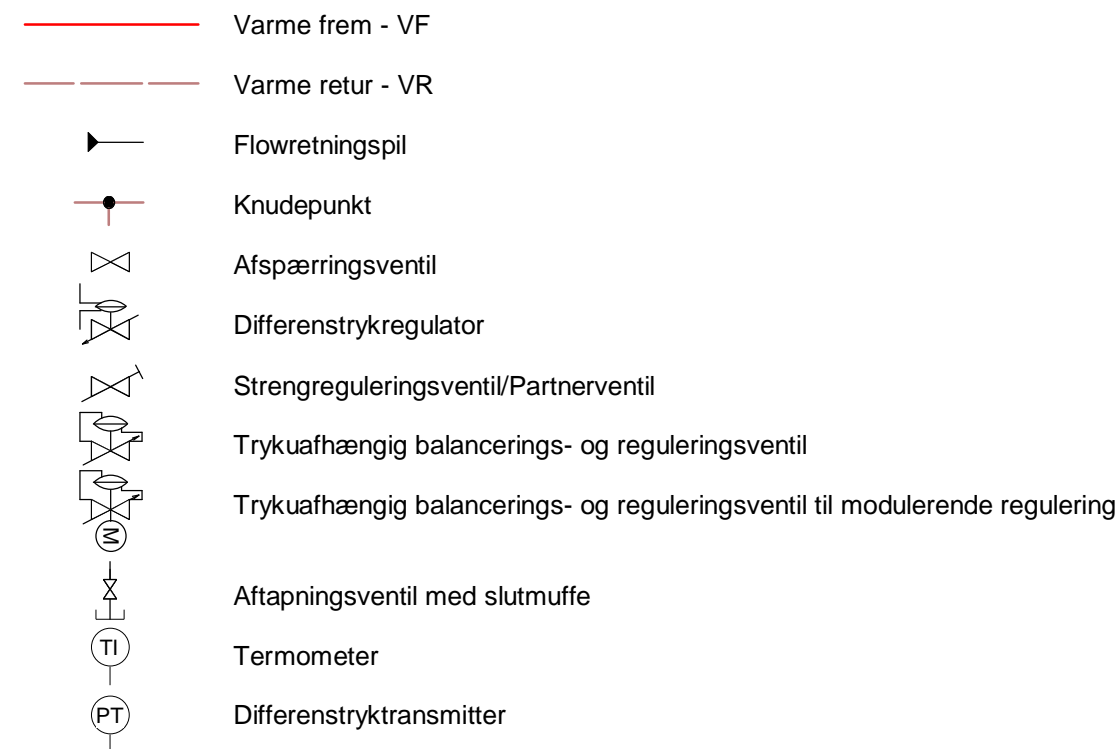 Varme frem - VF
Varme retur - VR
Flowretningspil
Knudepunkt
Afspærringsventil
Differenstrykregulator
Strengreguleringsventil/Partnerventil
Trykuafhængig balancerings- og reguleringsventil
Trykuafhængig balancerings- og reguleringsventil til modulerende regulering
M
Aftapningsventil med slutmuffe
TI
Termometer
PT
Differenstryktransmitter